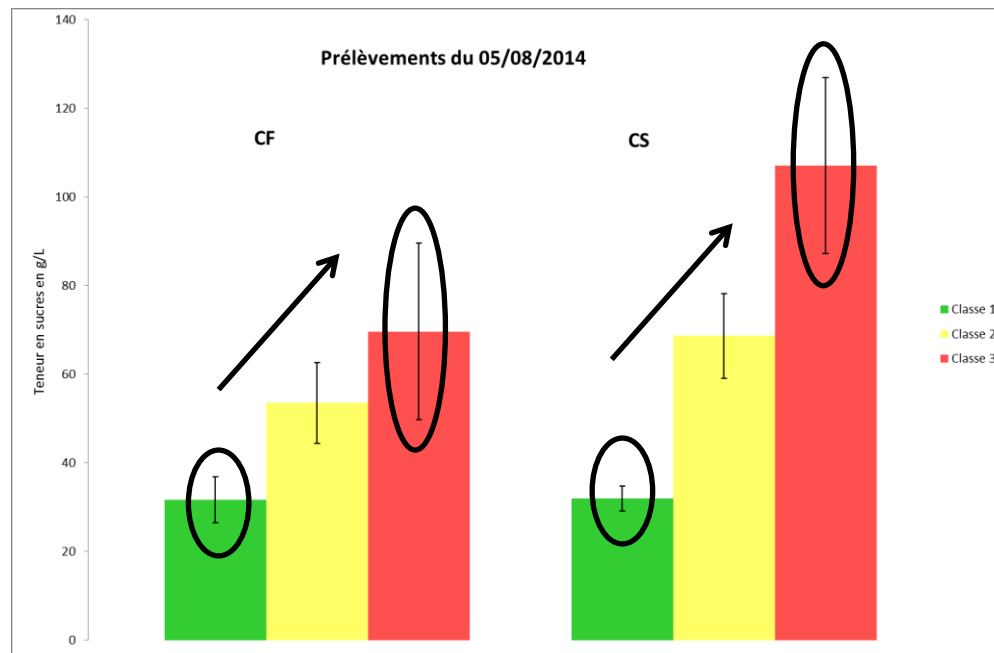 Prélèvements du 05/08/2014
CF
CS
Teneur en sucres en g/L
140
120
100
80
60
40
20
0
Classe 1
Classe 2
Classe 3